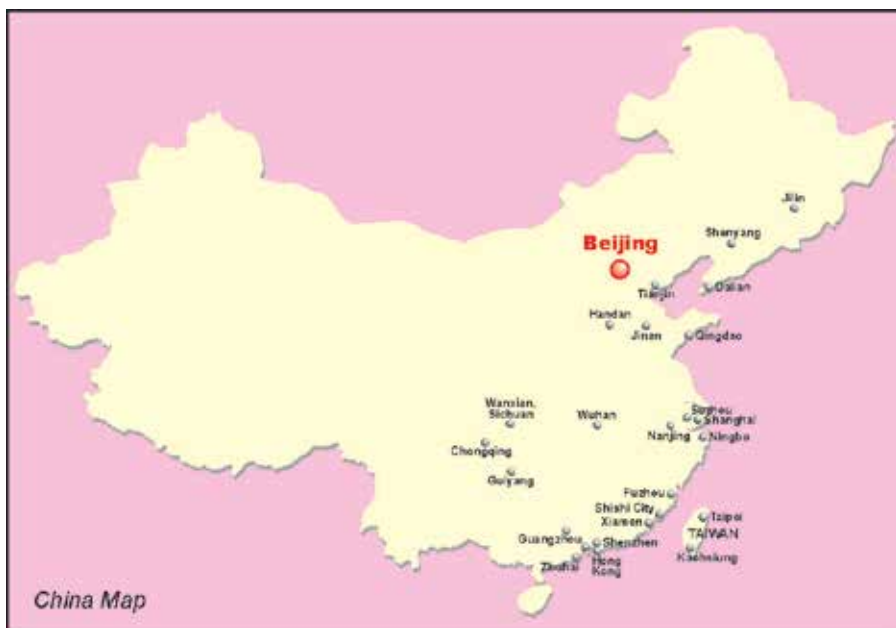 Jilin
Shenyang
Beijing
Tianjin
Dalian
Handan
Jinan
Qingdao
Wanxian,
Sichuan
Wuhan
Suzhou
Shanghai
Nanjing
Ningbo
Chongqing
Guiyang
Fuzhou
Shishi City
Xiamen
Taipei
TAIWAN
Guangzhou
Shenzhen
Kaohsiung
Zhuhai
Hong
Kong
China Map